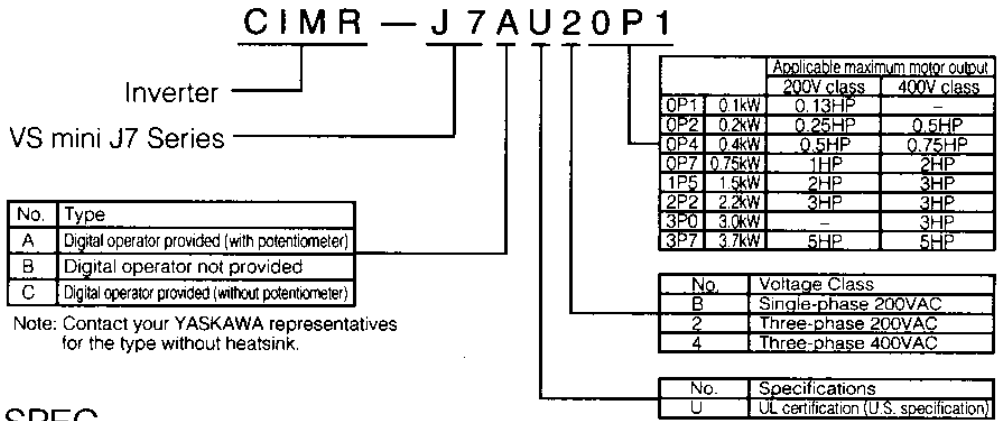 CIMR — J7AU20P1
Inverter
VS mini J7 Series
Applicable maximum motor output
200V class 400V class
0P1 0.1kW 0.13HP –
0P2 0.2kW 0.25HP 0.5HP
0P4 0.4kW 0.5HP 0.75HP
0P7 0.75kW 1HP 2HP
1P5 1.5kW 2HP 3HP
2P2 2.2kW 3HP 3HP
3P0 3.0kW – 3HP
3P7 3.7kW 5HP 5HP
No. Type
A Digital operator provided (with potentiometer)
B Digital operator not provided
C Digital operator provided (without potentiometer)
Note: Contact your YASKAWA representatives
for the type without heatsink.
No. Voltage Class
B Single-phase 200VAC
2 Three-phase 200VAC
4 Three-phase 400VAC
No. Specifications
U UL certification (U.S. specification)
SPEC